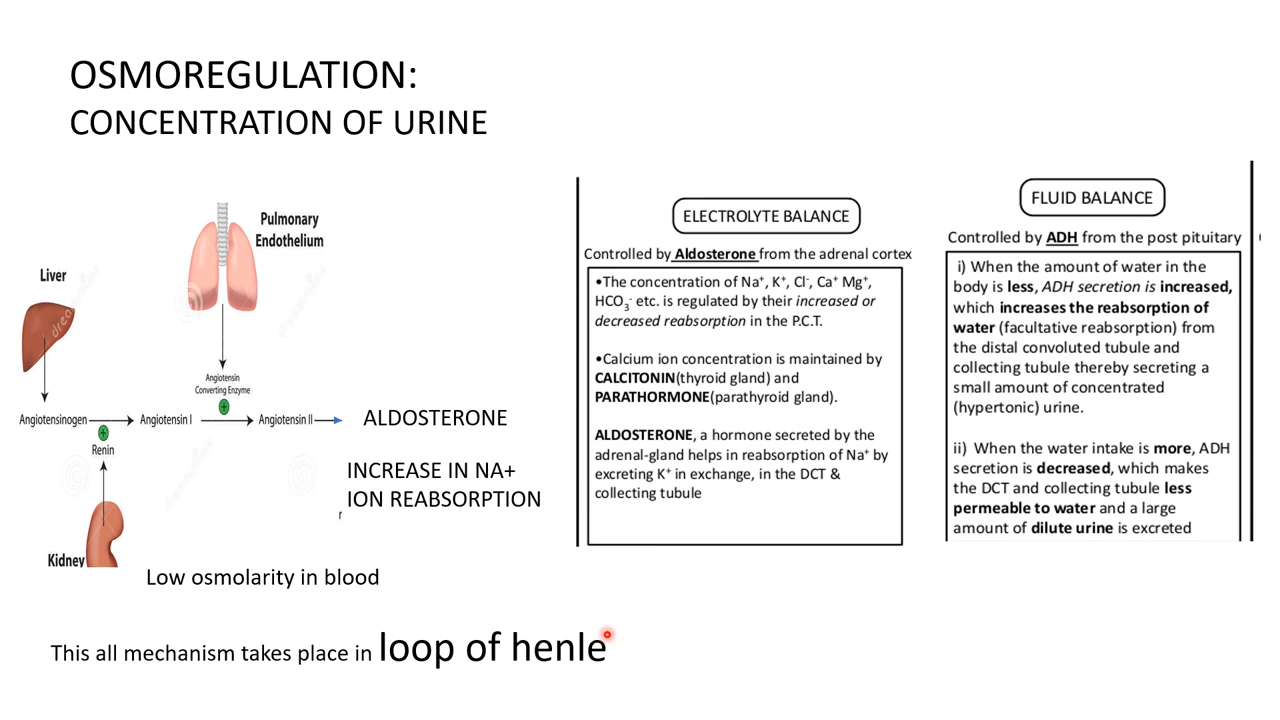 OSMOREGULATION:
CONCENTRATION OF URINE
Pulmonary
Endothelium
Liver
Angiotensin
Converting Enzyme
Angiotensinogen
Angiotensin I
Angiotensin II
ALDOSTERONE
Renin
INCREASE IN NA+
ION REABSORPTION
Kidney
Low osmolarity in blood
This all mechanism takes place in loop of henle
ELECTROLYTE BALANCE
Controlled by Aldosterone from the adrenal cortex
•The concentration of Na⁺, K⁺, Cl⁻, Ca⁺ Mg⁺,
HCO₃⁻ etc. is regulated by their increased or
decreased reabsorption in the P.C.T.
•Calcium ion concentration is maintained by
CALCITONIN(thyroid gland) and
PARATHORMONE(parathyroid gland).
ALDOSTERONE, a hormone secreted by the
adrenal-gland helps in reabsorption of Na⁺ by
excreting K⁺ in exchange, in the DCT &
collecting tubule
FLUID BALANCE
Controlled by ADH from the post pituitary
i) When the amount of water in the
body is less, ADH secretion is increased,
which increases the reabsorption of
water (facultative reabsorption) from
the distal convoluted tubule and
collecting tubule thereby secreting a
small amount of concentrated
(hypertonic) urine.
ii) When the water intake is more, ADH
secretion is decreased, which makes
the DCT and collecting tubule less
permeable to water and a large
amount of dilute urine is excreted